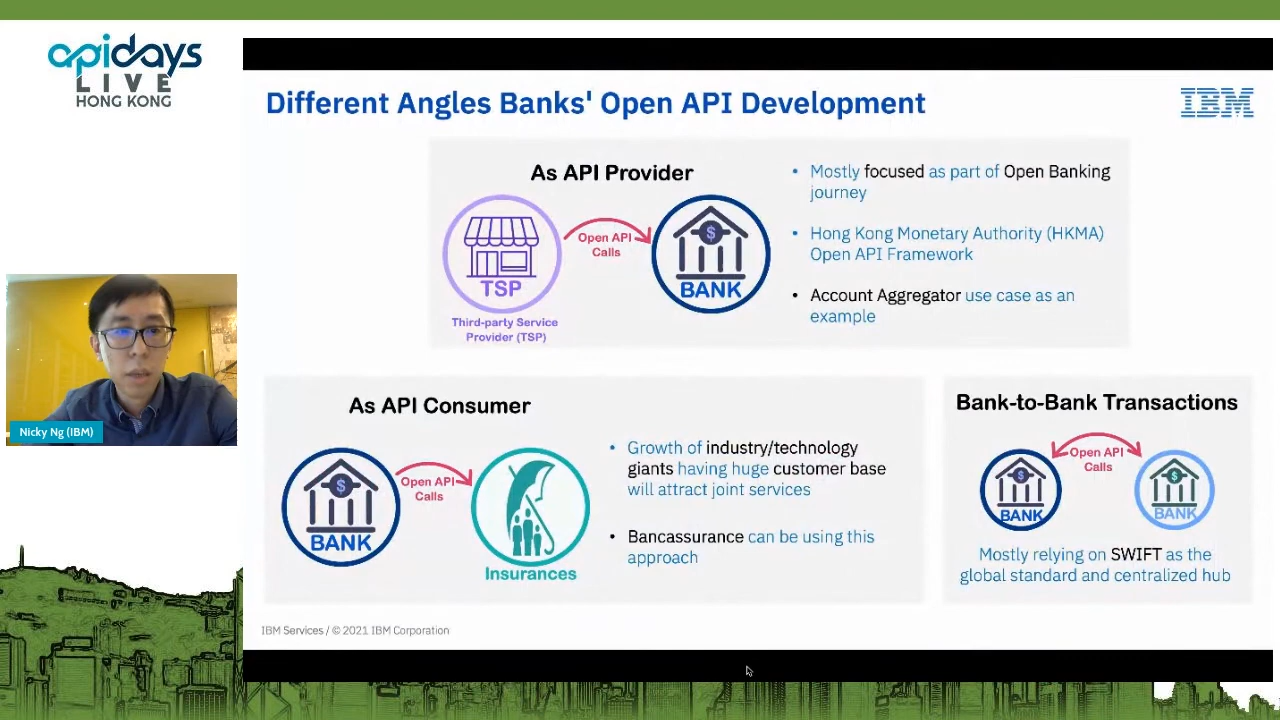 apidays
LIVE
HONG KONG
Different Angles Banks' Open API Development
IBM
As API Provider
TSP
Third-party Service
Provider (TSP)
Open API
Calls
$
BANK
• Mostly focused as part of Open Banking
journey
• Hong Kong Monetary Authority (HKMA)
Open API Framework
• Account Aggregator use case as an
example
Nicky Ng (IBM)
As API Consumer
$
BANK
Open API
Calls
Insurances
• Growth of industry/technology
giants having huge customer base
will attract joint services
• Bancassurance can be using this
approach
Bank-to-Bank Transactions
$
BANK
Open API
Calls
$
BANK
Mostly relying on SWIFT as the
global standard and centralized hub
IBM Services / © 2021 IBM Corporation